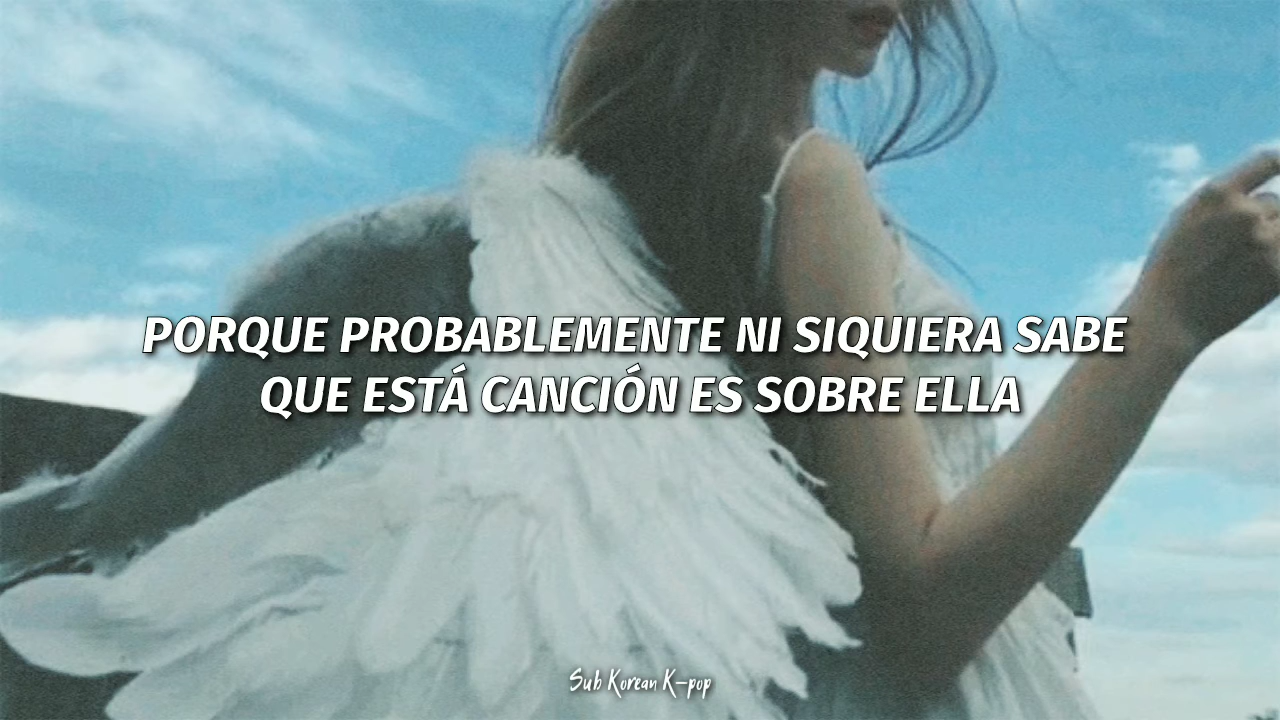 PORQUE PROBABLEMENTE NI SIQUIERA SABE
QUE ESTÁ CANCIÓN ES SOBRE ELLA
Sub Korean K-pop